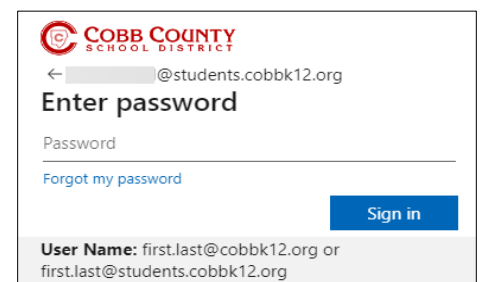 COBB COUNTY
SCHOOL DISTRICT
← @students.cobbk12.org
Enter password
Password
Forgot my password
Sign in
User Name: first.last@cobbk12.org or
first.last@students.cobbk12.org